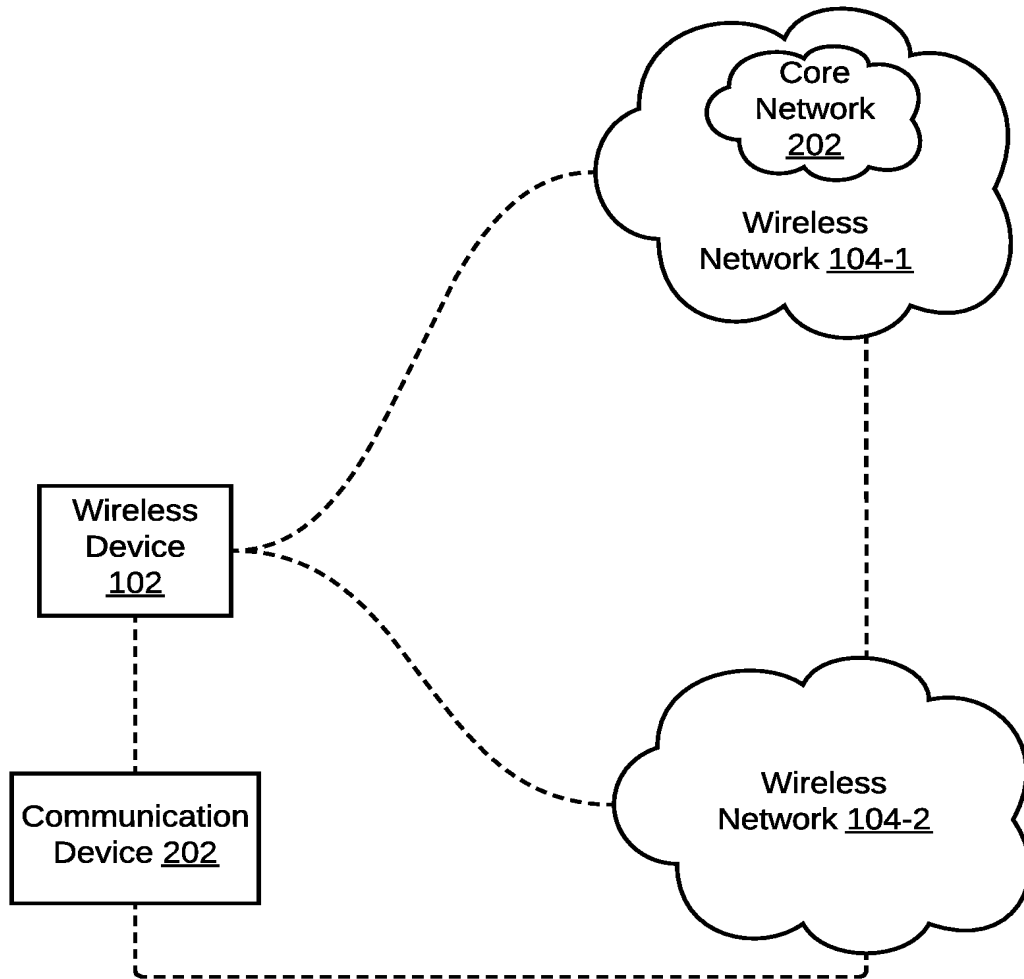 Core
Network
202
Wireless
Network 104-1
Wireless
Device
102
Wireless
Network 104-2
Communication
Device 202